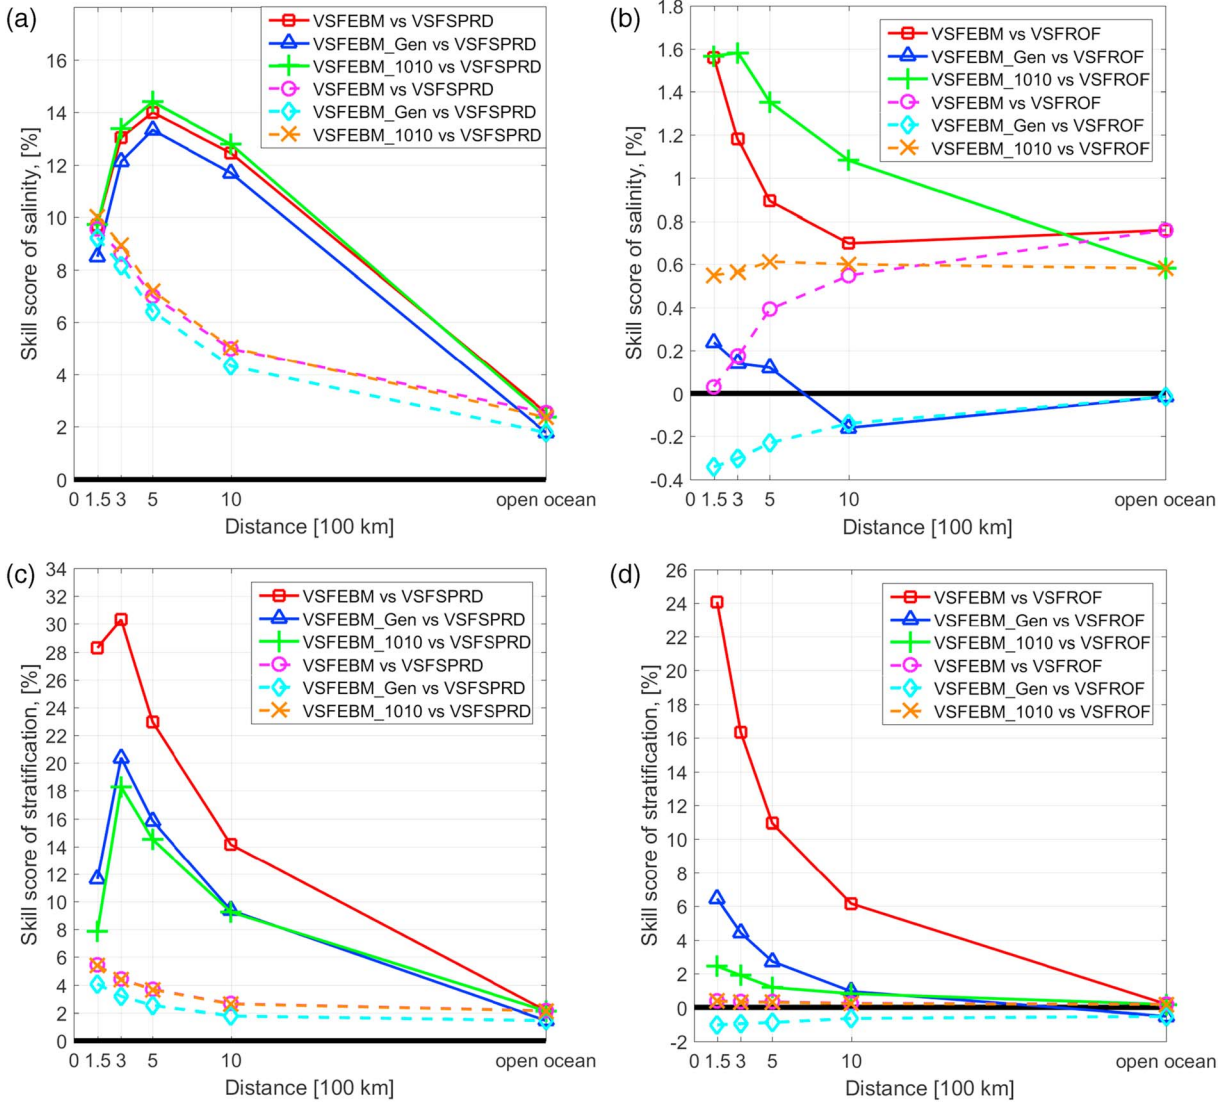 (a)
VSFEBM vs VSFSPRD
VSFEBM_Gen vs VSFSPRD
VSFEBM_1010 vs VSFSPRD
VSFEBM vs VSFSPRD
VSFEBM_Gen vs VSFSPRD
VSFEBM_1010 vs VSFSPRD
Skill score of salinity, [%]
16
14
12
10
8
6
4
2
0
0 1.5 3 5 10 open ocean
Distance [100 km]
(b)
VSFEBM vs VSFROF
VSFEBM_Gen vs VSFROF
VSFEBM_1010 vs VSFROF
VSFEBM vs VSFROF
VSFEBM_Gen vs VSFROF
VSFEBM_1010 vs VSFROF
Skill score of salinity, [%]
1.8
1.6
1.4
1.2
1
0.8
0.6
0.4
0.2
0
-0.2
-0.4
0 1.5 3 5 10 open ocean
Distance [100 km]
(c)
VSFEBM vs VSFSPRD
VSFEBM_Gen vs VSFSPRD
VSFEBM_1010 vs VSFSPRD
VSFEBM vs VSFSPRD
VSFEBM_Gen vs VSFSPRD
VSFEBM_1010 vs VSFSPRD
Skill score of stratification, [%]
34
32
30
28
26
24
22
20
18
16
14
12
10
8
6
4
2
0
0 1.5 3 5 10 open ocean
Distance [100 km]
(d)
VSFEBM vs VSFROF
VSFEBM_Gen vs VSFROF
VSFEBM_1010 vs VSFROF
VSFEBM vs VSFROF
VSFEBM_Gen vs VSFROF
VSFEBM_1010 vs VSFROF
Skill score of stratification, [%]
26
24
22
20
18
16
14
12
10
8
6
4
2
0
-2
0 1.5 3 5 10 open ocean
Distance [100 km]